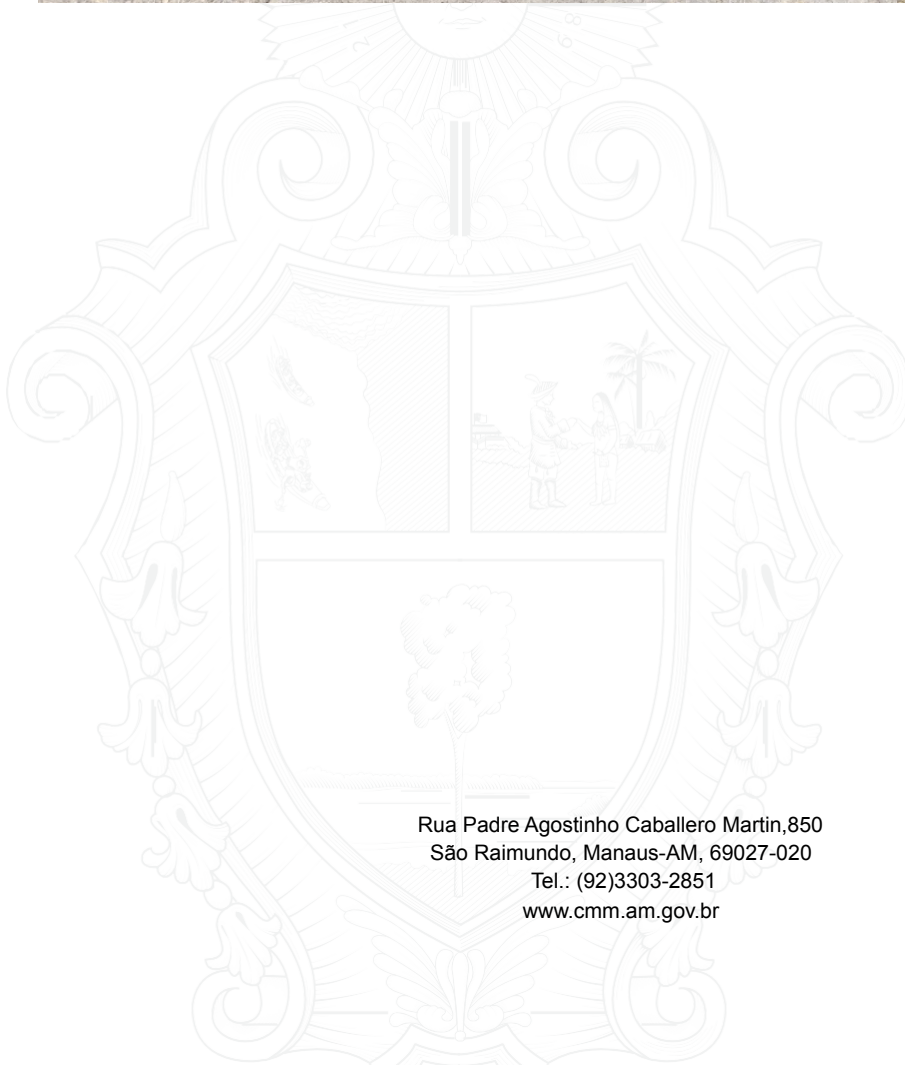 Rua Padre Agostinho Caballero Martin,850
São Raimundo, Manaus-AM, 69027-020
Tel.: (92)3303-2851
www.cmm.am.gov.br